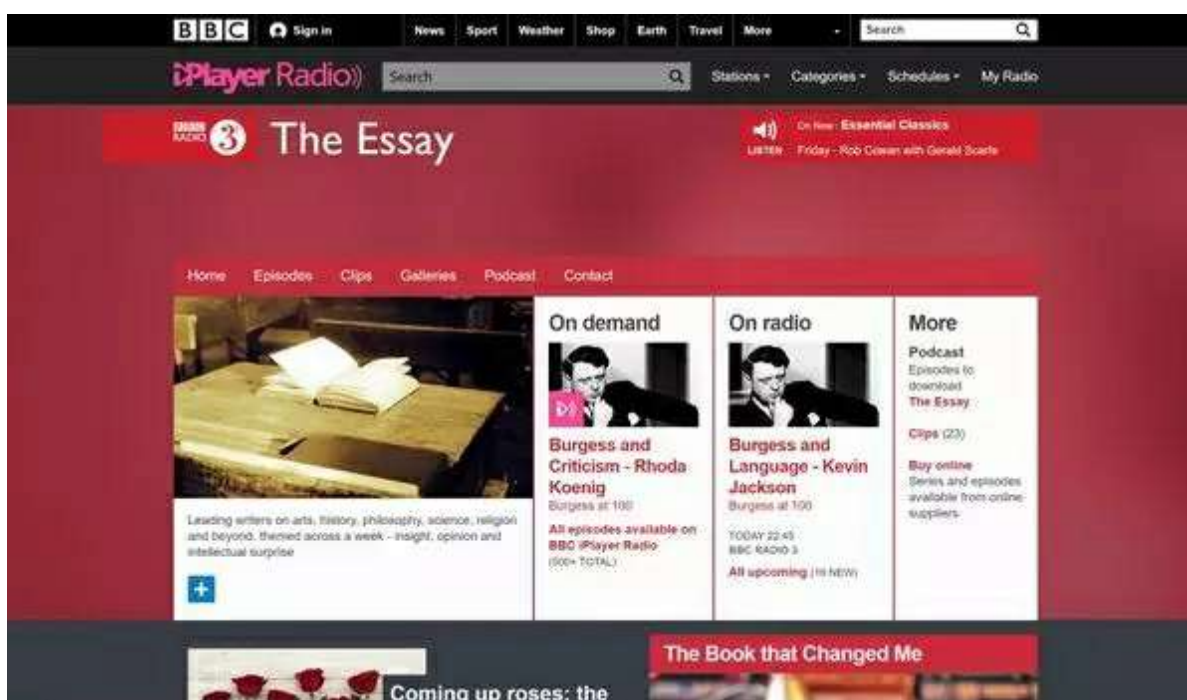 BBC Sign in News Sport Weather Shop Earth Travel More Search
iPlayer Radio Search Stations Categories Schedules My Radio
BBC RADIO 3 The Essay
On Now: Essential Classics
LISTEN Friday - Rob Cowan with Gerald Scarfe
Home Episodes Clips Galleries Podcast Contact
Leading writers on arts, history, philosophy, science, religion
and beyond, themed across a week - insight, opinion and
intellectual surprise
On demand
Burgess and
Criticism - Rhoda
Koenig
Burgess at 100
All episodes available on
BBC iPlayer Radio
(500+ TOTAL)
On radio
Burgess and
Language - Kevin
Jackson
Burgess at 100
TODAY 22:45
BBC RADIO 3
All upcoming (16 NEW)
More
Podcast
Episodes to
download
The Essay
Clips (23)
Buy online
Series and episodes
available from online
suppliers
Coming up roses: the
The Book that Changed Me